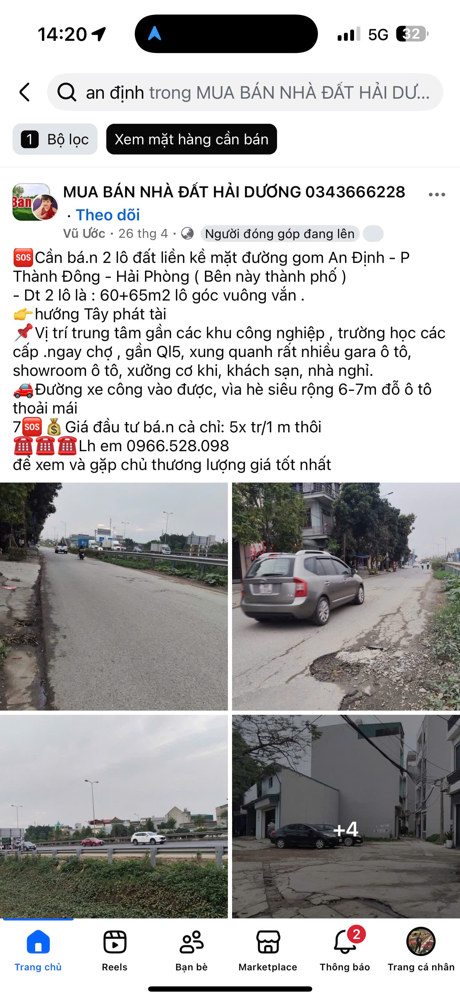 14:20
5G
32
an định trong MUA BÁN NHÀ ĐẤT HẢI DƯ...
1 Bộ lọc
Xem mặt hàng cần bán
Bán
MUA BÁN NHÀ ĐẤT HẢI DƯƠNG 0343666228
· Theo dõi
Vũ Ước · 26 thg 4 · Người đóng góp đang lên
🆘Cần bá.n 2 lô đất liền kề mặt đường gom An Định - P
Thành Đông - Hải Phòng ( Bên này thành phố )
- Dt 2 lô là : 60+65m2 lô góc vuông vắn .
👉hướng Tây phát tài
📌Vị trí trung tâm gần các khu công nghiệp , trường học các
cấp .ngay chợ , gần Ql5, xung quanh rất nhiều gara ô tô,
showroom ô tô, xưởng cơ khi, khách sạn, nhà nghỉ.
🚗Đường xe công vào được, vìa hè siêu rộng 6-7m đỗ ô tô
thoải mái
7🆘💰Giá đầu tư bá.n cả chỉ: 5x tr/1 m thôi
☎️☎️☎️Lh em 0966.528.098
để xem và gặp chủ thương lượng giá tốt nhất
+4
2
Trang chủ
Reels
Bạn bè
Marketplace
Thông báo
Trang cá nhân